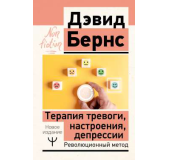 Дэвид
Бернс
Терапия тревоги,
настроения,
депрессии
Новое
издание
Революционный метод